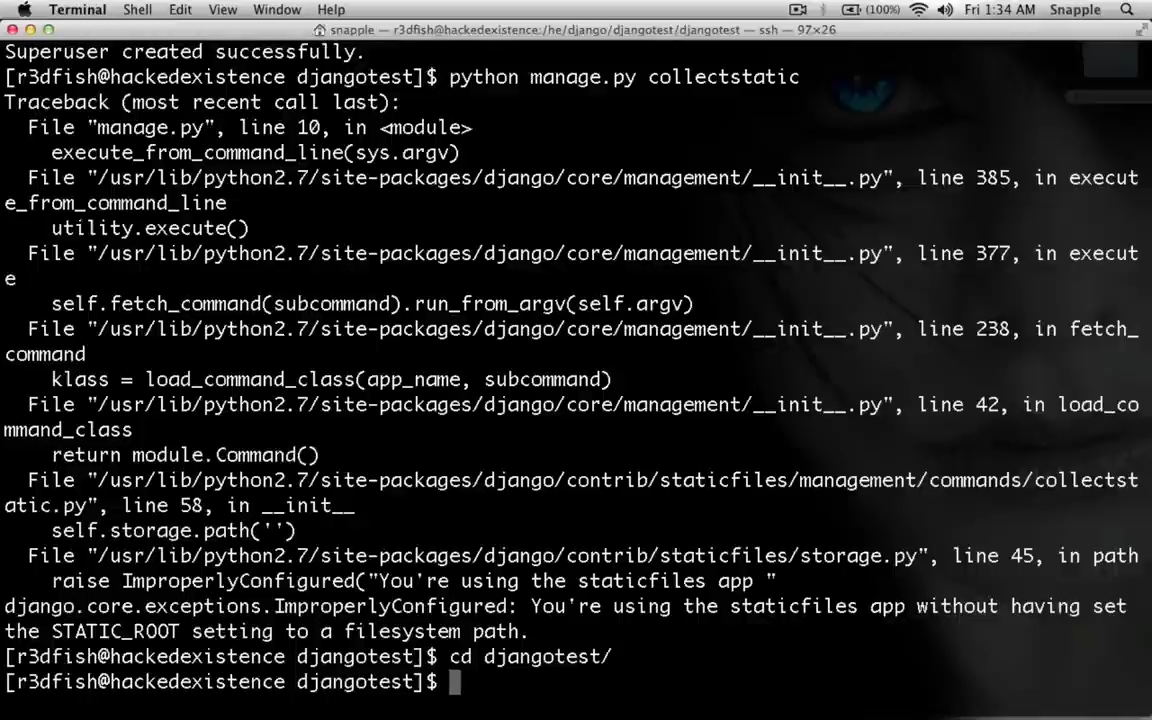 Terminal Shell Edit View Window Help (100%) Fri 1:34 AM Snapple
snapple — r3dfish@hackedexistence:/he/django/djangotest/djangotest — ssh — 97×26
Superuser created successfully.
[r3dfish@hackedexistence djangotest]$ python manage.py collectstatic
Traceback (most recent call last):
  File "manage.py", line 10, in <module>
    execute_from_command_line(sys.argv)
  File "/usr/lib/python2.7/site-packages/django/core/management/__init__.py", line 385, in execut
e_from_command_line
    utility.execute()
  File "/usr/lib/python2.7/site-packages/django/core/management/__init__.py", line 377, in execut
e
    self.fetch_command(subcommand).run_from_argv(self.argv)
  File "/usr/lib/python2.7/site-packages/django/core/management/__init__.py", line 238, in fetch_
command
    klass = load_command_class(app_name, subcommand)
  File "/usr/lib/python2.7/site-packages/django/core/management/__init__.py", line 42, in load_co
mmand_class
    return module.Command()
  File "/usr/lib/python2.7/site-packages/django/contrib/staticfiles/management/commands/collectst
atic.py", line 58, in __init__
    self.storage.path('')
  File "/usr/lib/python2.7/site-packages/django/contrib/staticfiles/storage.py", line 45, in path
    raise ImproperlyConfigured("You're using the staticfiles app "
django.core.exceptions.ImproperlyConfigured: You're using the staticfiles app without having set
the STATIC_ROOT setting to a filesystem path.
[r3dfish@hackedexistence djangotest]$ cd djangotest/
[r3dfish@hackedexistence djangotest]$